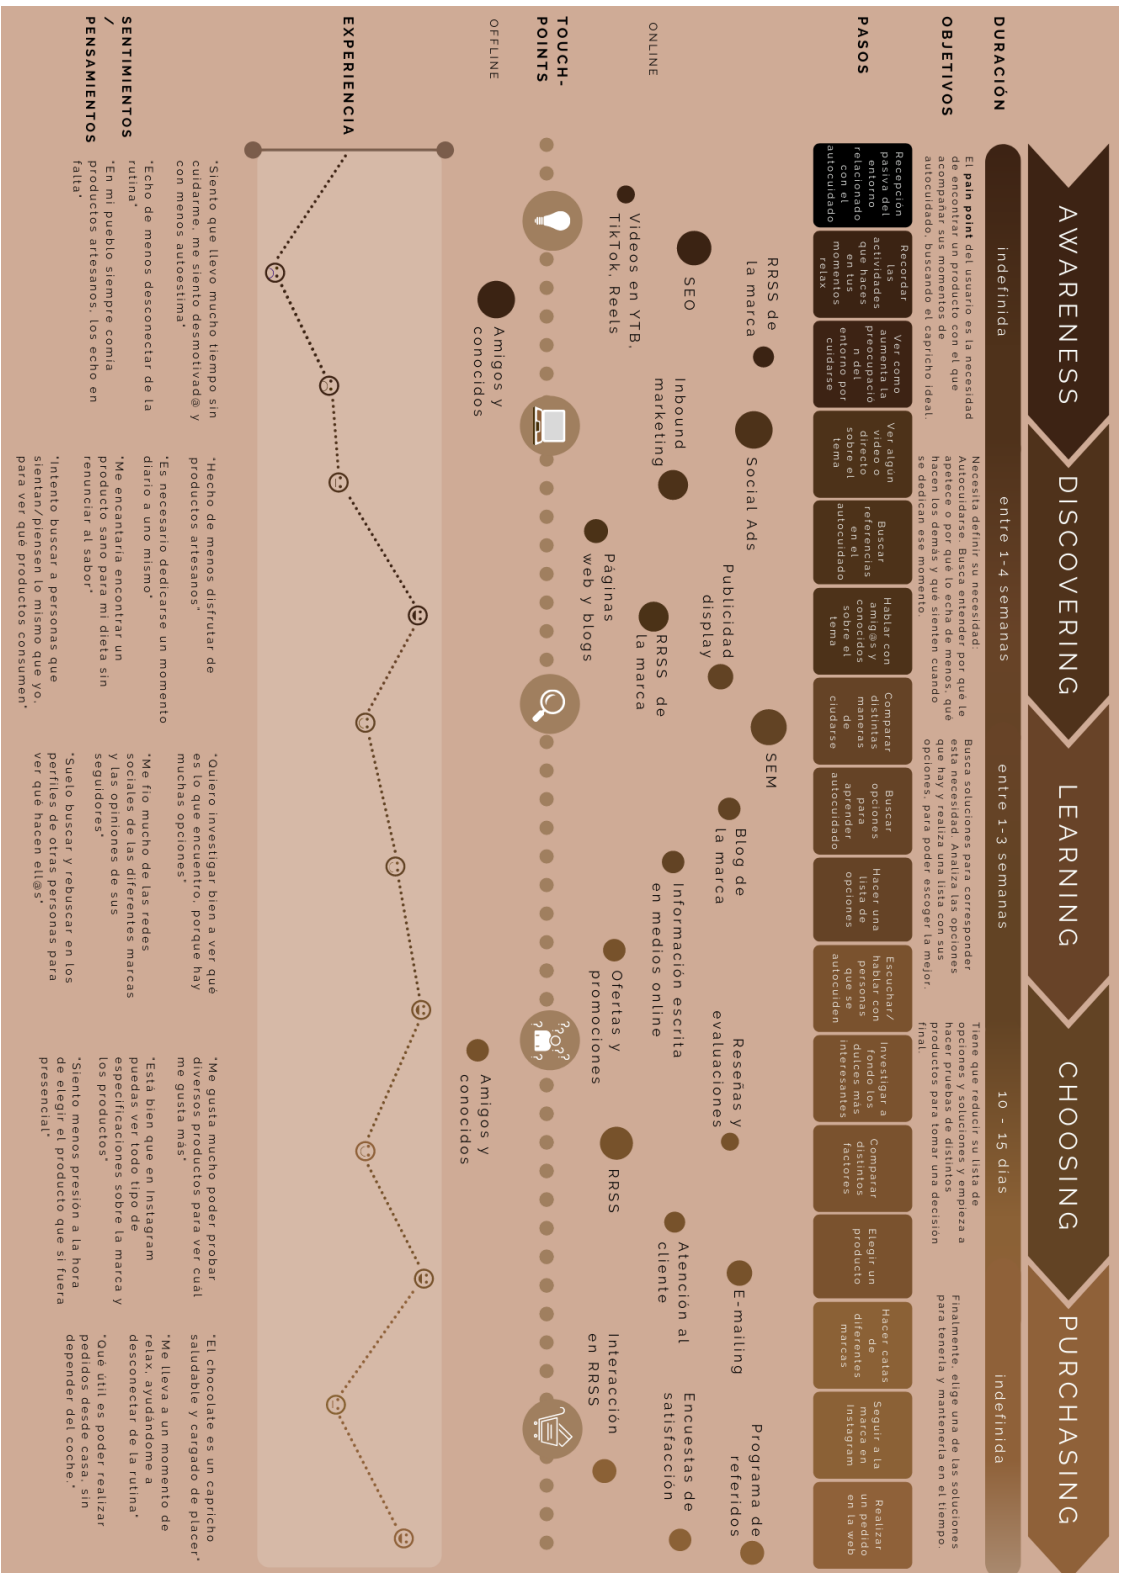 AWARENESS
DISCOVERING
LEARNING
CHOOSING
PURCHASING
DURACIÓN
indefinida
entre 1-4 semanas
entre 1-3 semanas
10 - 15 días
indefinida
OBJETIVOS
El pain point del usuario es la necesidad
de encontrar un producto con el que
acompañar sus momentos de
autocuidado, buscando el capricho ideal.
Necesita definir su necesidad:
Autocuidarse. Busca entender por qué le
apetece o por qué lo echa de menos, qué
hacen los demás y qué sienten cuando
se dedican ese momento.
Busca soluciones para corresponder
esta necesidad. Analiza las opciones
que hay y realiza una lista con sus
opciones, para poder escoger la mejor.
Tiene que reducir su lista de
opciones y soluciones y empieza a
hacer pruebas de distintos
productos para tomar una decisión
final.
Finalmente, elige una de las soluciones
para tenerla y mantenerla en el tiempo.
PASOS
Recepción
pasiva del
entorno
relacionado
con el
autocuidado
Recordar
las
actividades
que haces
en tus
momentos
relax
Ver como
aumenta la
preocupació
n del
entorno por
cuidarse
Ver algún
video o
directo
sobre el
tema
Buscar
referencias
en el
autocuidado
Hablar con
amig@s y
conocidos
sobre el
tema
Comparar
distintas
maneras
de
ciudarse
Buscar
opciones
para
aprender
autocuidado
Hacer una
lista de
opciones
Escuchar/
hablar con
personas
que se
autocuiden
Investigar a
fondo los
dulces más
interesantes
Comparar
distintos
factores
Elegir un
producto
Hacer catas
de
diferentes
marcas
Seguir a la
marca en
Instagram
Realizar
un pedido
en la web
ONLINE
RRSS de
la marca
SEO
Videos en YTB,
TikTok, Reels
Social Ads
Inbound
marketing
Páginas
web y blogs
Publicidad
display
RRSS de
la marca
SEM
Blog de
la marca
Información escrita
en medios online
Ofertas y
promociones
Reseñas y
evaluaciones
RRSS
Atención al
cliente
E-mailing
Interacción
en RRSS
Encuestas de
satisfacción
Programa de
referidos
TOUCH-
POINTS
? ? ? ? ?
OFFLINE
Amigos y
conocidos
Amigos y
conocidos
EXPERIENCIA
SENTIMIENTOS
/
PENSAMIENTOS
"Siento que llevo mucho tiempo sin
cuidarme, me siento desmotivad@ y
con menos autoestima"
"Echo de menos desconectar de la
rutina"
"En mi pueblo siempre comia
productos artesanos, los echo en
falta"
"Hecho de menos disfrutar de
productos artesanos"
"Es necesario dedicarse un momento
diario a uno mismo"
"Me encantaría encontrar un
producto sano para mi dieta sin
renunciar al sabor"
"Intento buscar a personas que
sientan/piensen lo mismo que yo,
para ver qué productos consumen"
"Quiero investigar bien a ver qué
es lo que encuentro, porque hay
muchas opciones"
"Me fio mucho de las redes
sociales de las diferentes marcas
y las opiniones de sus
seguidores"
"Suelo buscar y rebuscar en los
perfiles de otras personas para
ver qué hacen ell@s"
"Me gusta mucho poder probar
diversos productos para ver cuál
me gusta más"
"Está bien que en Instagram
puedas ver todo tipo de
especificaciones sobre la marca y
los productos"
"Siento menos presión a la hora
de elegir el producto que si fuera
presencial"
"El chocolate es un capricho
saludable y cargado de placer"
"Me lleva a un momento de
relax, ayudándome a
desconectar de la rutina"
"Qué útil es poder realizar
pedidos desde casa, sin
depender del coche."